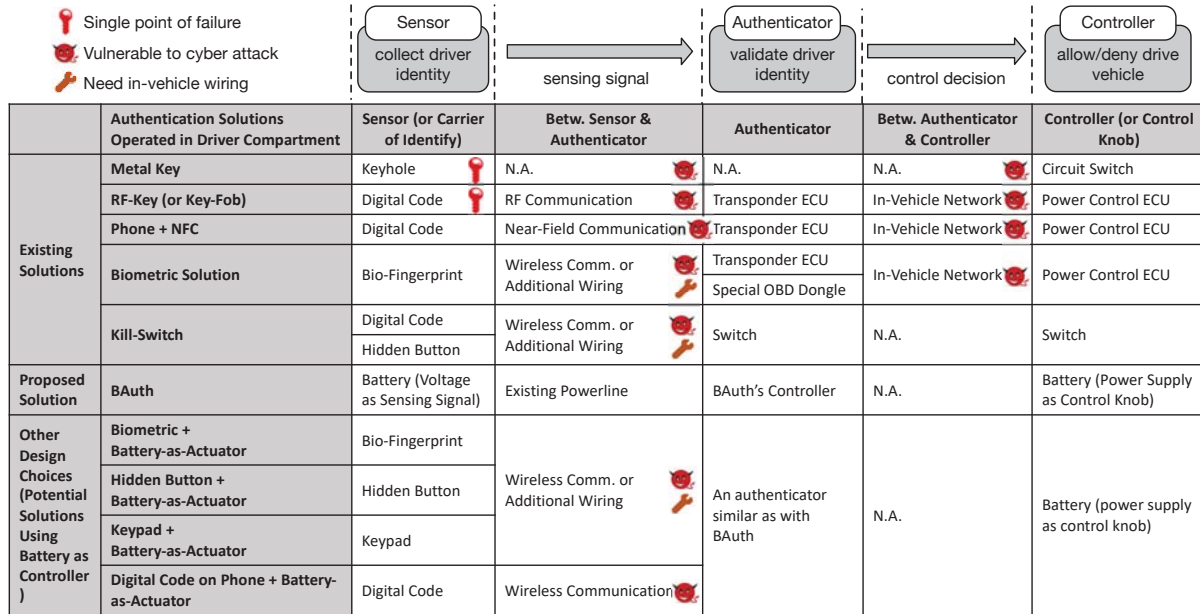 Single point of failure
Vulnerable to cyber attack
Need in-vehicle wiring
Sensor
collect driver
identity
sensing signal
Authenticator
validate driver
identity
control decision
Controller
allow/deny drive
vehicle
Authentication Solutions
Operated in Driver Compartment
Sensor (or Carrier
of Identify)
Betw. Sensor &
Authenticator
Authenticator
Betw. Authenticator
& Controller
Controller (or Control
Knob)
Existing
Solutions
Metal Key
Keyhole
N.A.
N.A.
N.A.
Circuit Switch
RF-Key (or Key-Fob)
Digital Code
RF Communication
Transponder ECU
In-Vehicle Network
Power Control ECU
Phone + NFC
Digital Code
Near-Field Communication
Transponder ECU
In-Vehicle Network
Power Control ECU
Biometric Solution
Bio-Fingerprint
Wireless Comm. or
Additional Wiring
Transponder ECU
Special OBD Dongle
In-Vehicle Network
Power Control ECU
Kill-Switch
Digital Code
Hidden Button
Wireless Comm. or
Additional Wiring
Switch
N.A.
Switch
Proposed
Solution
BAuth
Battery (Voltage
as Sensing Signal)
Existing Powerline
BAuth's Controller
N.A.
Battery (Power Supply
as Control Knob)
Other
Design
Choices
(Potential
Solutions
Using
Battery as
Controller
)
Biometric +
Battery-as-Actuator
Bio-Fingerprint
Hidden Button +
Battery-as-Actuator
Hidden Button
Keypad +
Battery-as-Actuator
Keypad
Wireless Comm. or
Additional Wiring
Digital Code on Phone + Battery-
as-Actuator
Digital Code
Wireless Communication
An authenticator
similar as with
BAuth
N.A.
Battery (power supply
as control knob)